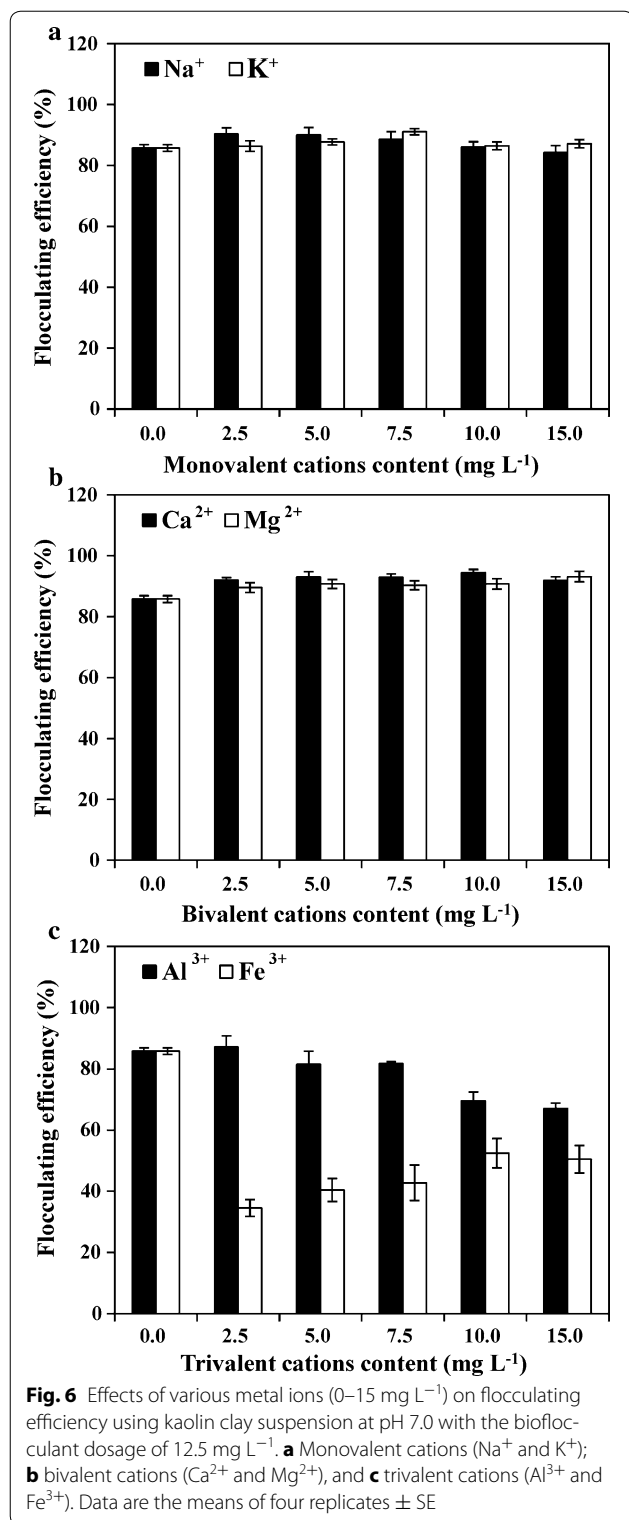 a
120
Na⁺ K⁺
100
80
60
40
20
0
Flocculating efficiency (%)
0.0 2.5 5.0 7.5 10.0 15.0
Monovalent cations content (mg L⁻¹)
b
120
Ca²⁺ Mg²⁺
100
80
60
40
20
0
Flocculating efficiency (%)
0.0 2.5 5.0 7.5 10.0 15.0
Bivalent cations content (mg L⁻¹)
c
120
Al³⁺ Fe³⁺
100
80
60
40
20
0
Flocculating efficiency (%)
0.0 2.5 5.0 7.5 10.0 15.0
Trivalent cations content (mg L⁻¹)
Fig. 6 Effects of various metal ions (0–15 mg L⁻¹) on flocculating
efficiency using kaolin clay suspension at pH 7.0 with the biofloc-
culant dosage of 12.5 mg L⁻¹. a Monovalent cations (Na⁺ and K⁺);
b bivalent cations (Ca²⁺ and Mg²⁺), and c trivalent cations (Al³⁺ and
Fe³⁺). Data are the means of four replicates ± SE